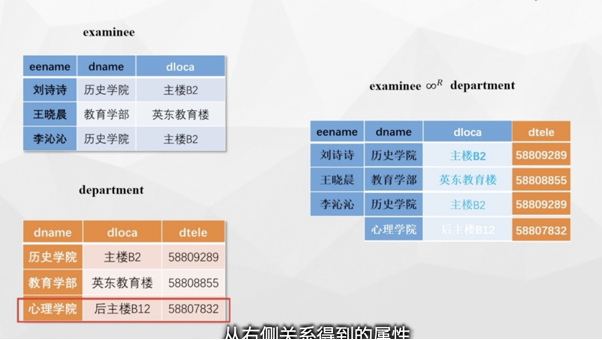 examinee
eename dname dloca
刘诗诗 历史学院 主楼B2
王晓晨 教育学部 英东教育楼
李沁沁 历史学院 主楼B2
department
dname dloca dtele
历史学院 主楼B2 58809289
教育学部 英东教育楼 58808855
心理学院 后主楼B12 58807832
examinee ∞R department
eename dname dloca dtele
刘诗诗 历史学院 主楼B2 58809289
王晓晨 教育学部 英东教育楼 58808855
李沁沁 历史学院 主楼B2 58809289
心理学院 后主楼B12 58807832
从右侧关系得到的属性